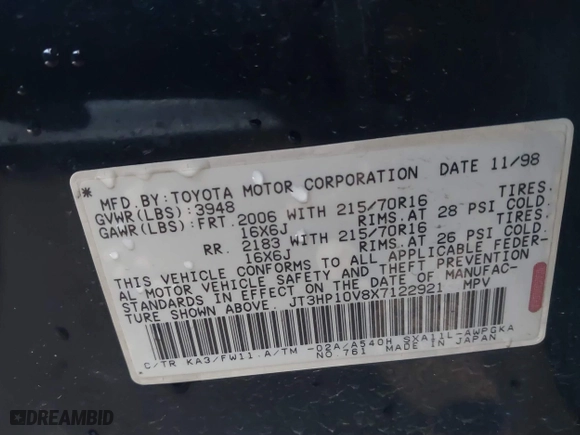 * MFD.BY:TOYOTA MOTOR CORPORATION DATE 11/98
GVWR(LBS):3948
GAWR(LBS):FRT. 2006 WITH 215/70R16 TIRES.
16X6J RIMS.AT 28 PSI COLD.
RR. 2183 WITH 215/70R16 TIRES.
16X6J RIMS.AT 26 PSI COLD.
THIS VEHICLE CONFORMS TO ALL APPLICABLE FEDER-
AL MOTOR VEHICLE SAFETY AND THEFT PREVENTION
STANDARDS IN EFFECT ON THE DATE OF MANUFAC-
TURE SHOWN ABOVE. JT3HP10V8X7122921 MPV
C/TR KA3/FW11 A/TM -02A/A540H SXA11L-AWPGKA
NO.761 MADE IN JAPAN
DREAMBID